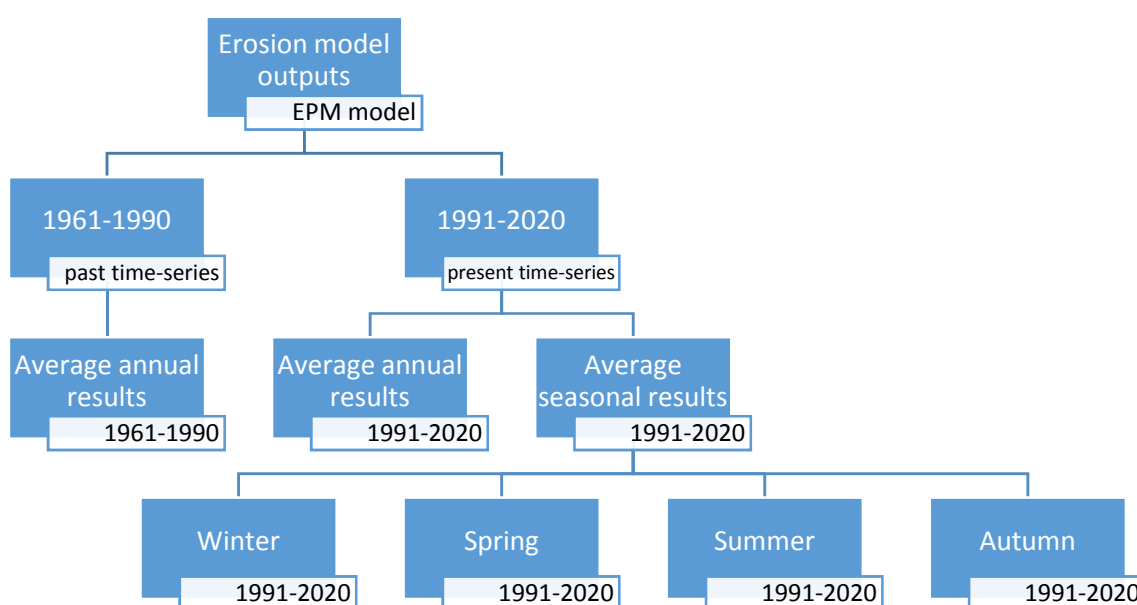 Erosion model
outputs
EPM model
1961-1990
past time-series
1991-2020
present time-series
Average annual
results
1961-1990
Average annual
results
1991-2020
Average
seasonal results
1991-2020
Winter
1991-2020
Spring
1991-2020
Summer
1991-2020
Autumn
1991-2020